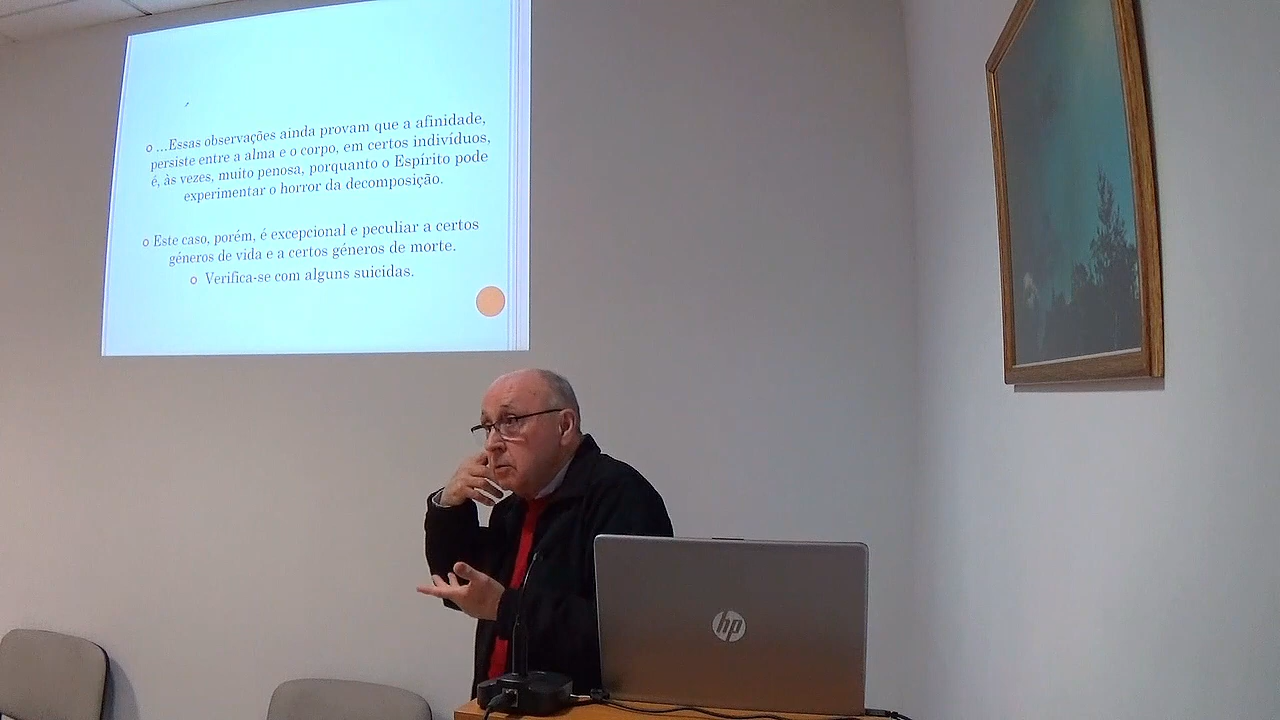 ...Essas observações ainda provam que a afinidade,
persiste entre a alma e o corpo, em certos indivíduos,
é, às vezes, muito penosa, porquanto o Espírito pode
experimentar o horror da decomposição.
Este caso, porém, é excepcional e peculiar a certos
géneros de vida e a certos géneros de morte.
Verifica-se com alguns suicidas.
hp